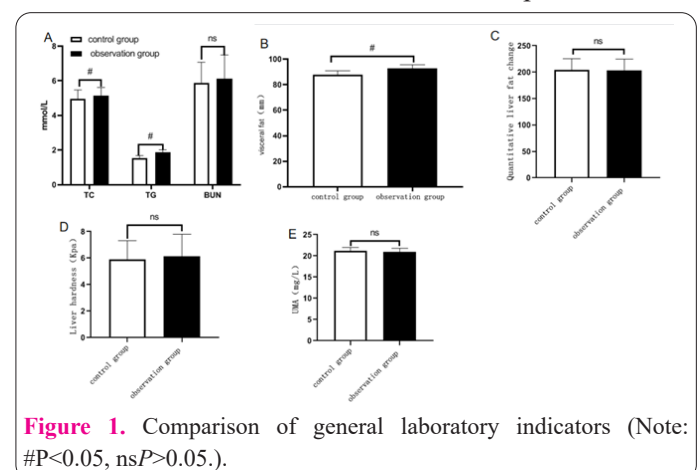 A
control group
observation group
mmol/L
8
6
4
2
0
#
#
ns
TC
TG
BUN
B
visceral fat (mm)
100
80
60
40
20
0
#
control group
observation group
C
Quantitative liver fat change
250
200
150
100
50
0
ns
control group
observation group
D
Liver hardness (Kpa)
8
6
4
2
0
ns
control group
observation group
E
UMA (mg/L)
25
20
15
10
5
0
ns
control group
observation group
Figure 1. Comparison of general laboratory indicators (Note:
#P<0.05, nsP>0.05.).